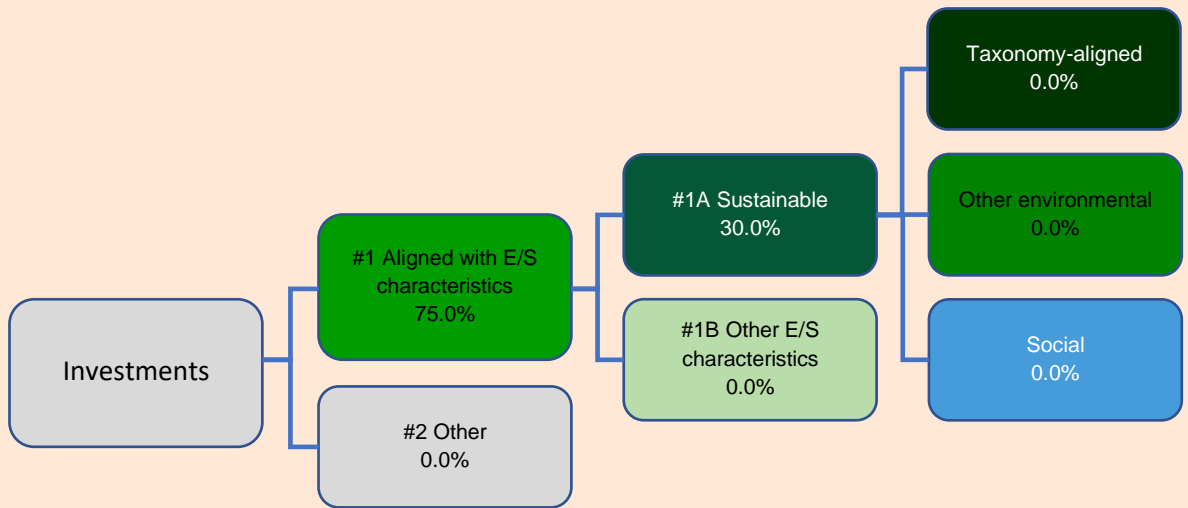 Investments
#1 Aligned with E/S
characteristics
75.0%
#2 Other
0.0%
#1A Sustainable
30.0%
#1B Other E/S
characteristics
0.0%
Taxonomy-aligned
0.0%
Other environmental
0.0%
Social
0.0%